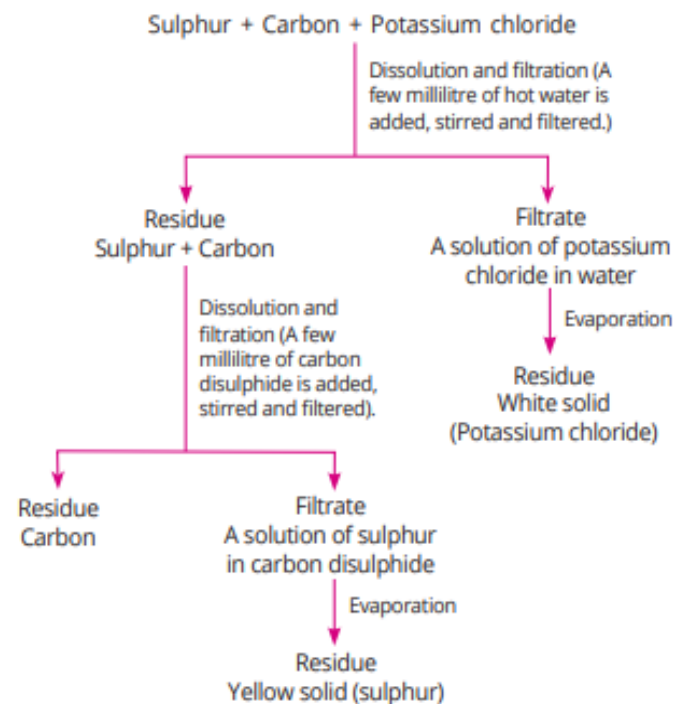 Sulphur + Carbon + Potassium chloride
Dissolution and filtration (A
few millilitre of hot water is
added, stirred and filtered.)
Residue
Sulphur + Carbon
Filtrate
A solution of potassium
chloride in water
Dissolution and
filtration (A few
millilitre of carbon
disulphide is added,
stirred and filtered).
Evaporation
Residue
White solid
(Potassium chloride)
Residue
Carbon
Filtrate
A solution of sulphur
in carbon disulphide
Evaporation
Residue
Yellow solid (sulphur)